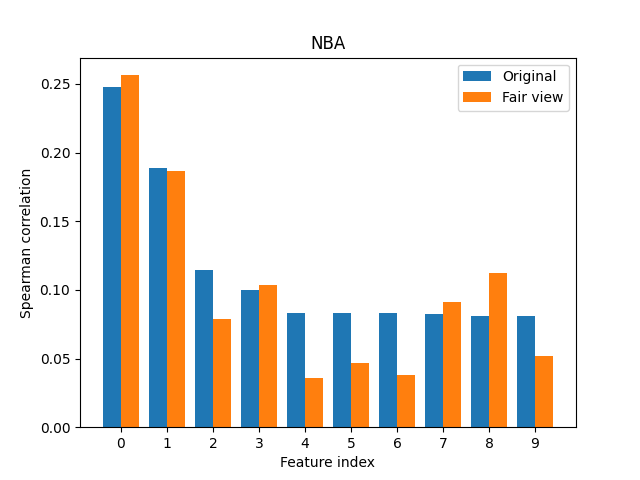 NBA
Original
Fair view
Spearman correlation
0.25
0.20
0.15
0.10
0.05
0.00
0 1 2 3 4 5 6 7 8 9
Feature index